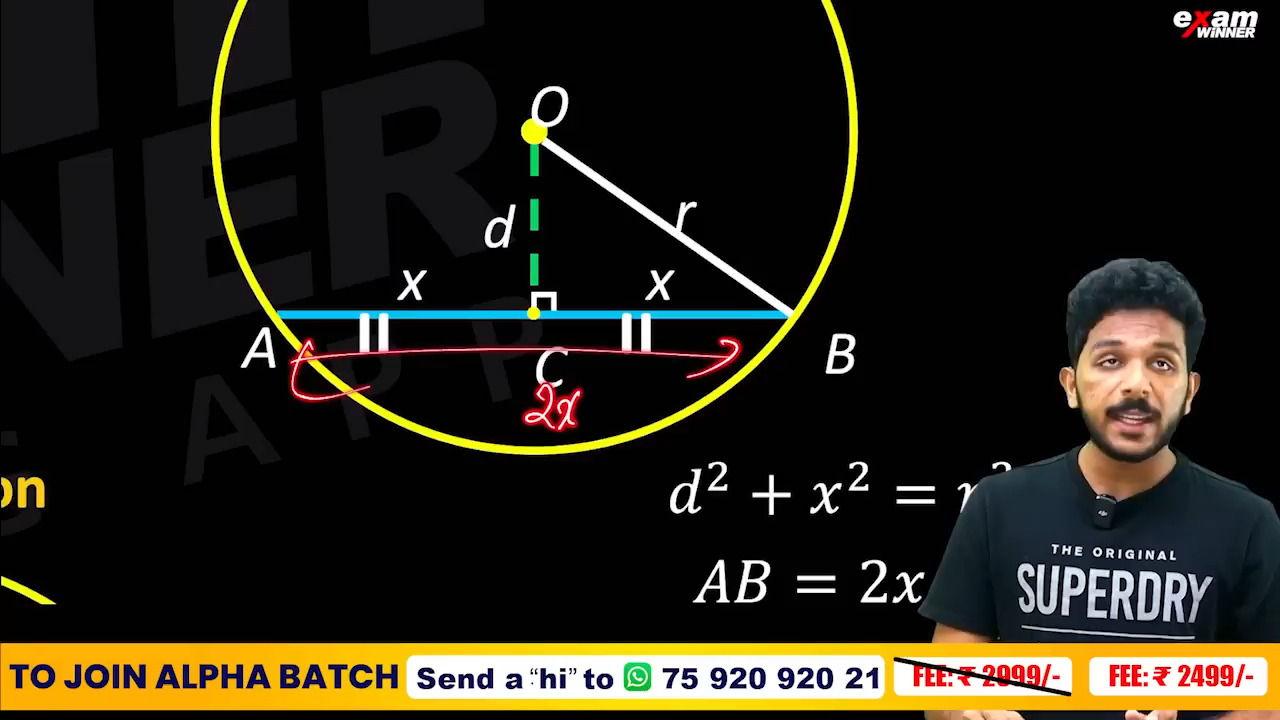 exam
WiNNER
O
d
r
x
x
A
C
B
2x
on
d² + x² =
AB = 2x
THE ORIGINAL
SUPERDRY
TO JOIN ALPHA BATCH
Send a “hi” to 75 920 920 21
FEE: ₹ 2999/-
FEE: ₹ 2499/-